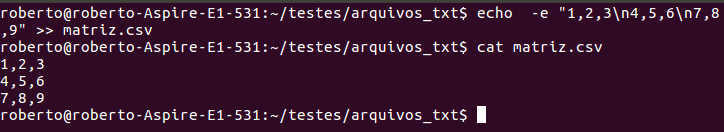 roberto@roberto-Aspire-E1-531:~/testes/arquivos_txt$ echo  -e "1,2,3\n4,5,6\n7,8
,9" >> matriz.csv
roberto@roberto-Aspire-E1-531:~/testes/arquivos_txt$ cat matriz.csv
1,2,3
4,5,6
7,8,9
roberto@roberto-Aspire-E1-531:~/testes/arquivos_txt$